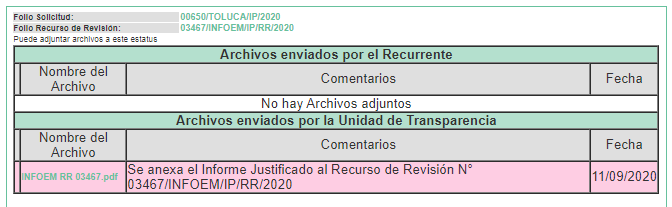 Folio Solicitud: 00650/TOLUCA/IP/2020
Folio Recurso de Revisión: 03467/INFOEM/IP/RR/2020
Puede adjuntar archivos a este estatus
Archivos enviados por el Recurrente
Nombre del Archivo Comentarios Fecha
No hay Archivos adjuntos
Archivos enviados por la Unidad de Transparencia
Nombre del Archivo Comentarios Fecha
INFOEM RR 03467.pdf Se anexa el Informe Justificado al Recurso de Revisión N° 03467/INFOEM/IP/RR/2020 11/09/2020